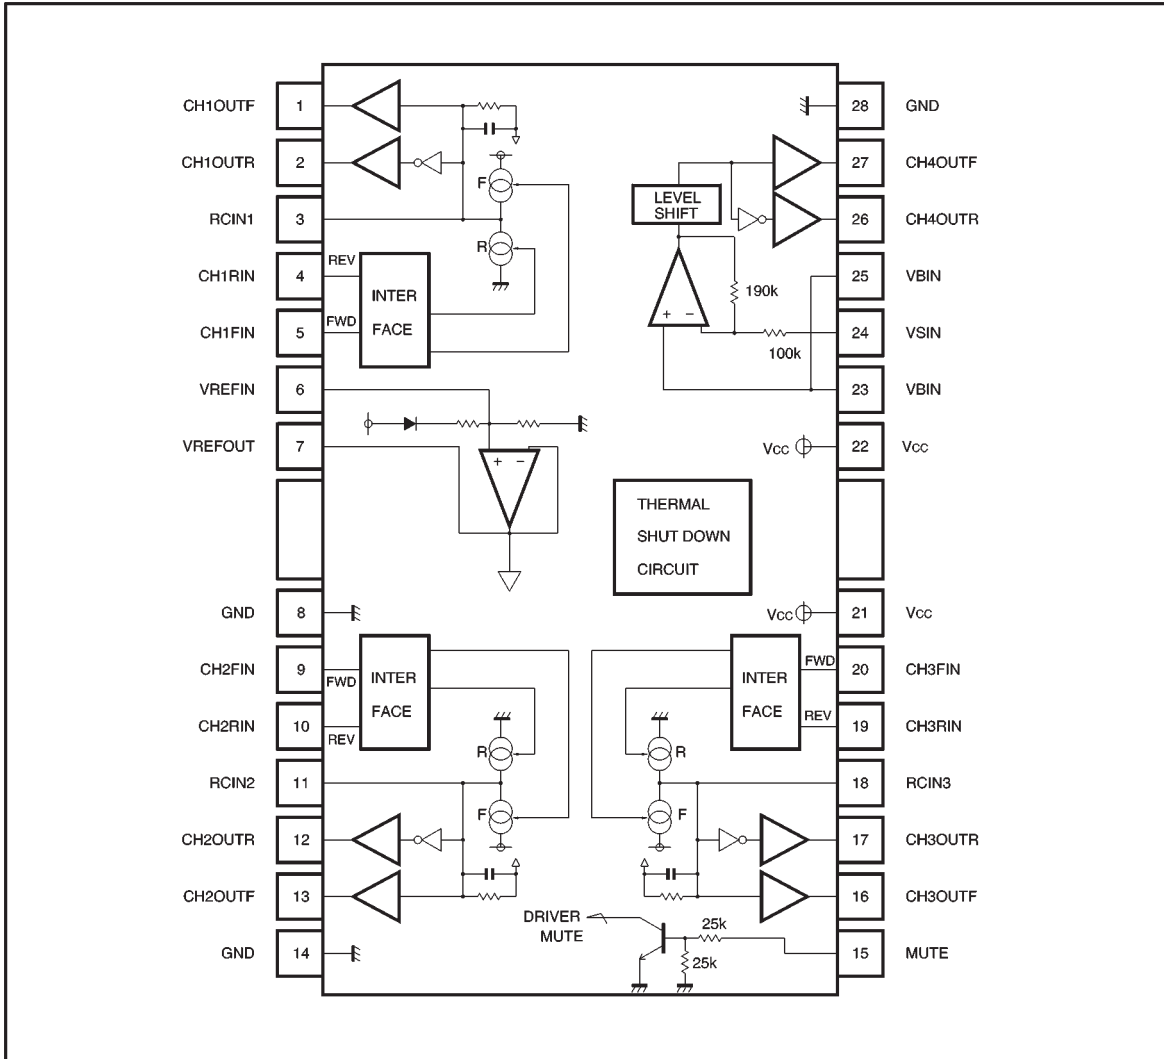 CH1OUTF 1
CH1OUTR 2
RCIN1 3
CH1RIN 4
CH1FIN 5
VREFIN 6
VREFOUT 7
GND 8
CH2FIN 9
CH2RIN 10
RCIN2 11
CH2OUTR 12
CH2OUTF 13
GND 14
F
R
REV
FWD
INTER
FACE
+ −
FWD
REV
INTER
FACE
R
F
LEVEL
SHIFT
190k
+ −
100k
Vcc
THERMAL
SHUT DOWN
CIRCUIT
Vcc
INTER
FACE
FWD
REV
R
F
DRIVER
MUTE
25k
25k
28 GND
27 CH4OUTF
26 CH4OUTR
25 VBIN
24 VSIN
23 VBIN
22 Vcc
21 Vcc
20 CH3FIN
19 CH3RIN
18 RCIN3
17 CH3OUTR
16 CH3OUTF
15 MUTE